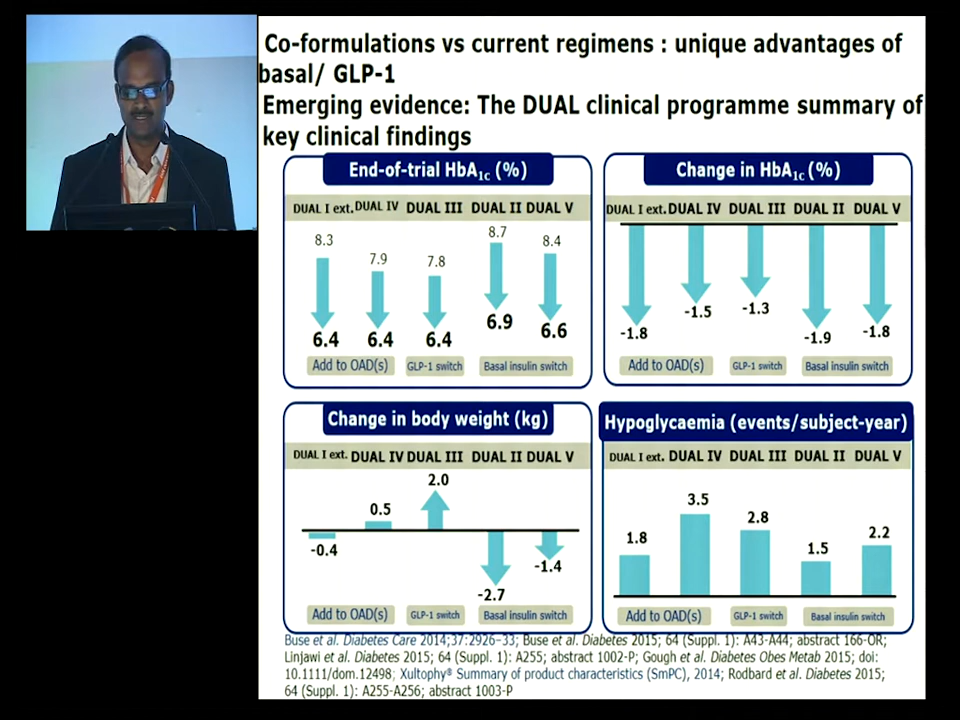 Co-formulations vs current regimens : unique advantages of
basal/ GLP-1
Emerging evidence: The DUAL clinical programme summary of
key clinical findings
End-of-trial HbA1c (%)
DUAL I ext. DUAL IV DUAL III DUAL II DUAL V
8.3 7.9 7.8 8.7 8.4
6.4 6.4 6.4 6.9 6.6
Add to OAD(s) GLP-1 switch Basal insulin switch
Change in HbA1c (%)
DUAL I ext. DUAL IV DUAL III DUAL II DUAL V
-1.8 -1.5 -1.3 -1.9 -1.8
Add to OAD(s) GLP-1 switch Basal insulin switch
Change in body weight (kg)
DUAL I ext. DUAL IV DUAL III DUAL II DUAL V
-0.4 0.5 2.0 -2.7 -1.4
Add to OAD(s) GLP-1 switch Basal insulin switch
Hypoglycaemia (events/subject-year)
DUAL I ext. DUAL IV DUAL III DUAL II DUAL V
1.8 3.5 2.8 1.5 2.2
Add to OAD(s) GLP-1 switch Basal insulin switch
Buse et al. Diabetes Care 2014;37:2926–33; Buse et al. Diabetes 2015; 64 (Suppl. 1): A43-A44; abstract 166-OR;
Linjawi et al. Diabetes 2015; 64 (Suppl. 1): A255; abstract 1002-P; Gough et al. Diabetes Obes Metab 2015; doi:
10.1111/dom.12498; Xultophy® Summary of product characteristics (SmPC), 2014; Rodbard et al. Diabetes 2015;
64 (Suppl. 1): A255-A256; abstract 1003-P